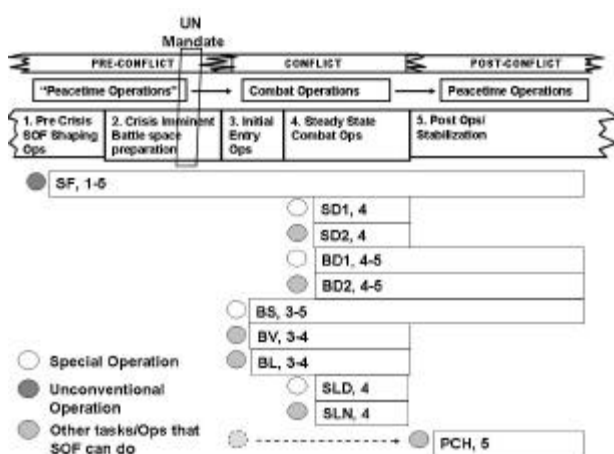 UN
Mandate
PRE-CONFLICT
CONFLICT
POST-CONFLICT
"Peacetime Operations"
Combat Operations
Peacetime Operations
1. Pre Crisis
SOF Shaping
Ops
2. Crisis Imminent
Battle space
preparation
3. Initial
Entry
Ops
4. Steady State
Combat Ops
5. Post Ops/
Stabilization
SF, 1-5
SD1, 4
SD2, 4
BD1, 4-5
BD2, 4-5
BS, 3-5
BV, 3-4
BL, 3-4
SLD, 4
SLN, 4
PCH, 5
Special Operation
Unconventional
Operation
Other tasks/Ops that
SOF can do